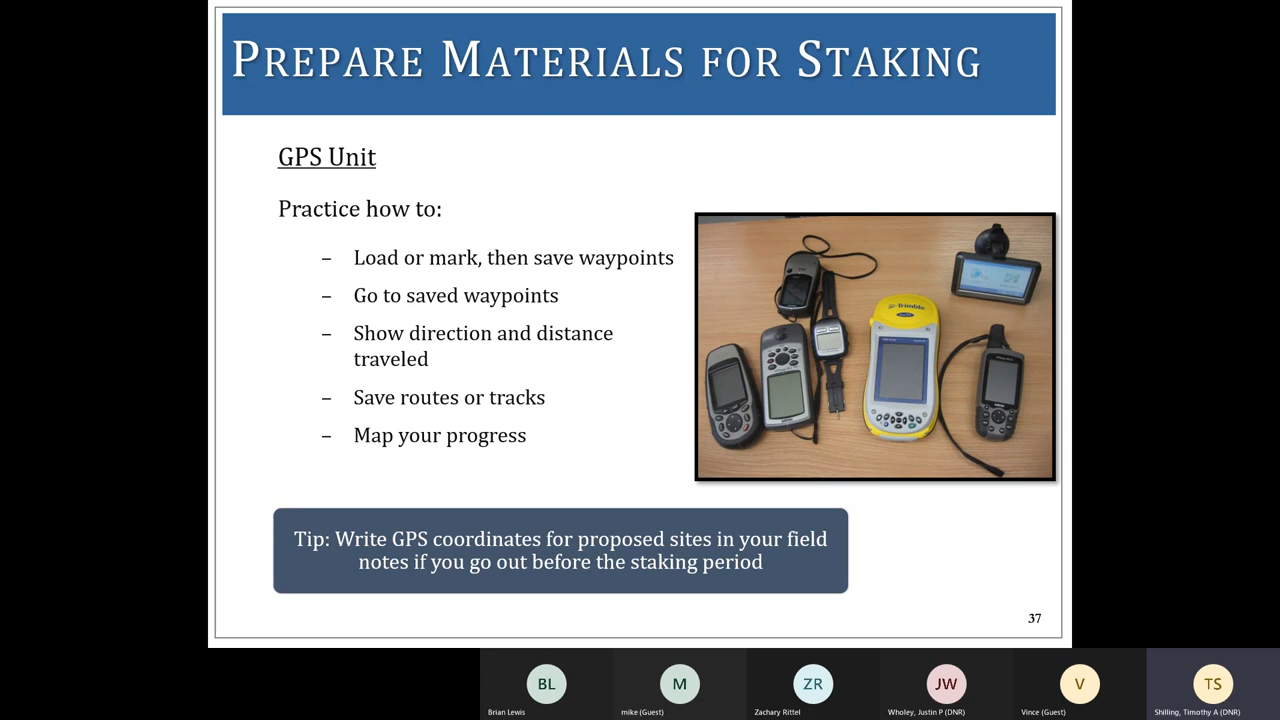 PREPARE MATERIALS FOR STAKING
GPS Unit
Practice how to:
– Load or mark, then save waypoints
– Go to saved waypoints
– Show direction and distance
traveled
– Save routes or tracks
– Map your progress
Trimble
Tip: Write GPS coordinates for proposed sites in your field
notes if you go out before the staking period
37
BL
M
ZR
JW
V
TS
Brian Lewis
mike (Guest)
Zachary Rittel
Wholey, Justin P (DNR)
Vince (Guest)
Shilling, Timothy A (DNR)